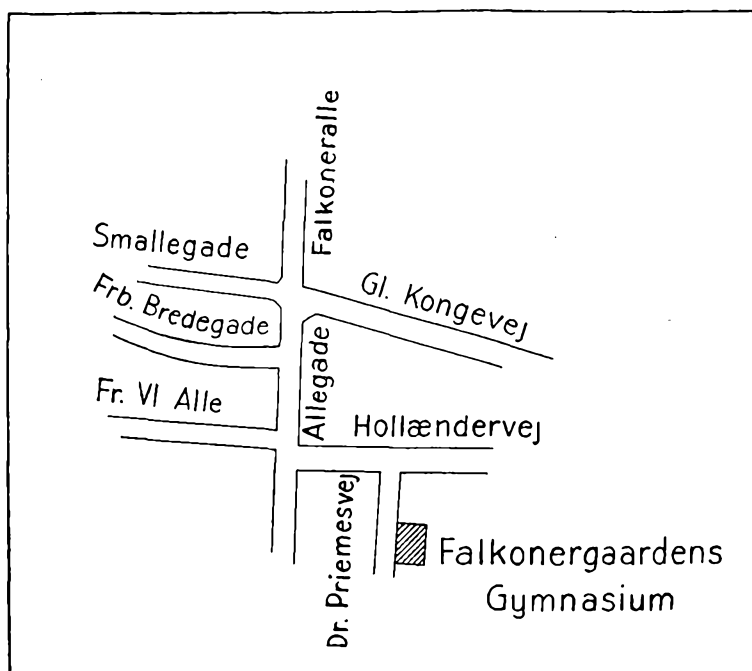 Falkoneralle
Smallegade
Gl. Kongevej
Frb. Bredegade
Allegade
Fr. VI Alle
Hollændervej
Dr. Priemesvej
Falkonergaardens
Gymnasium